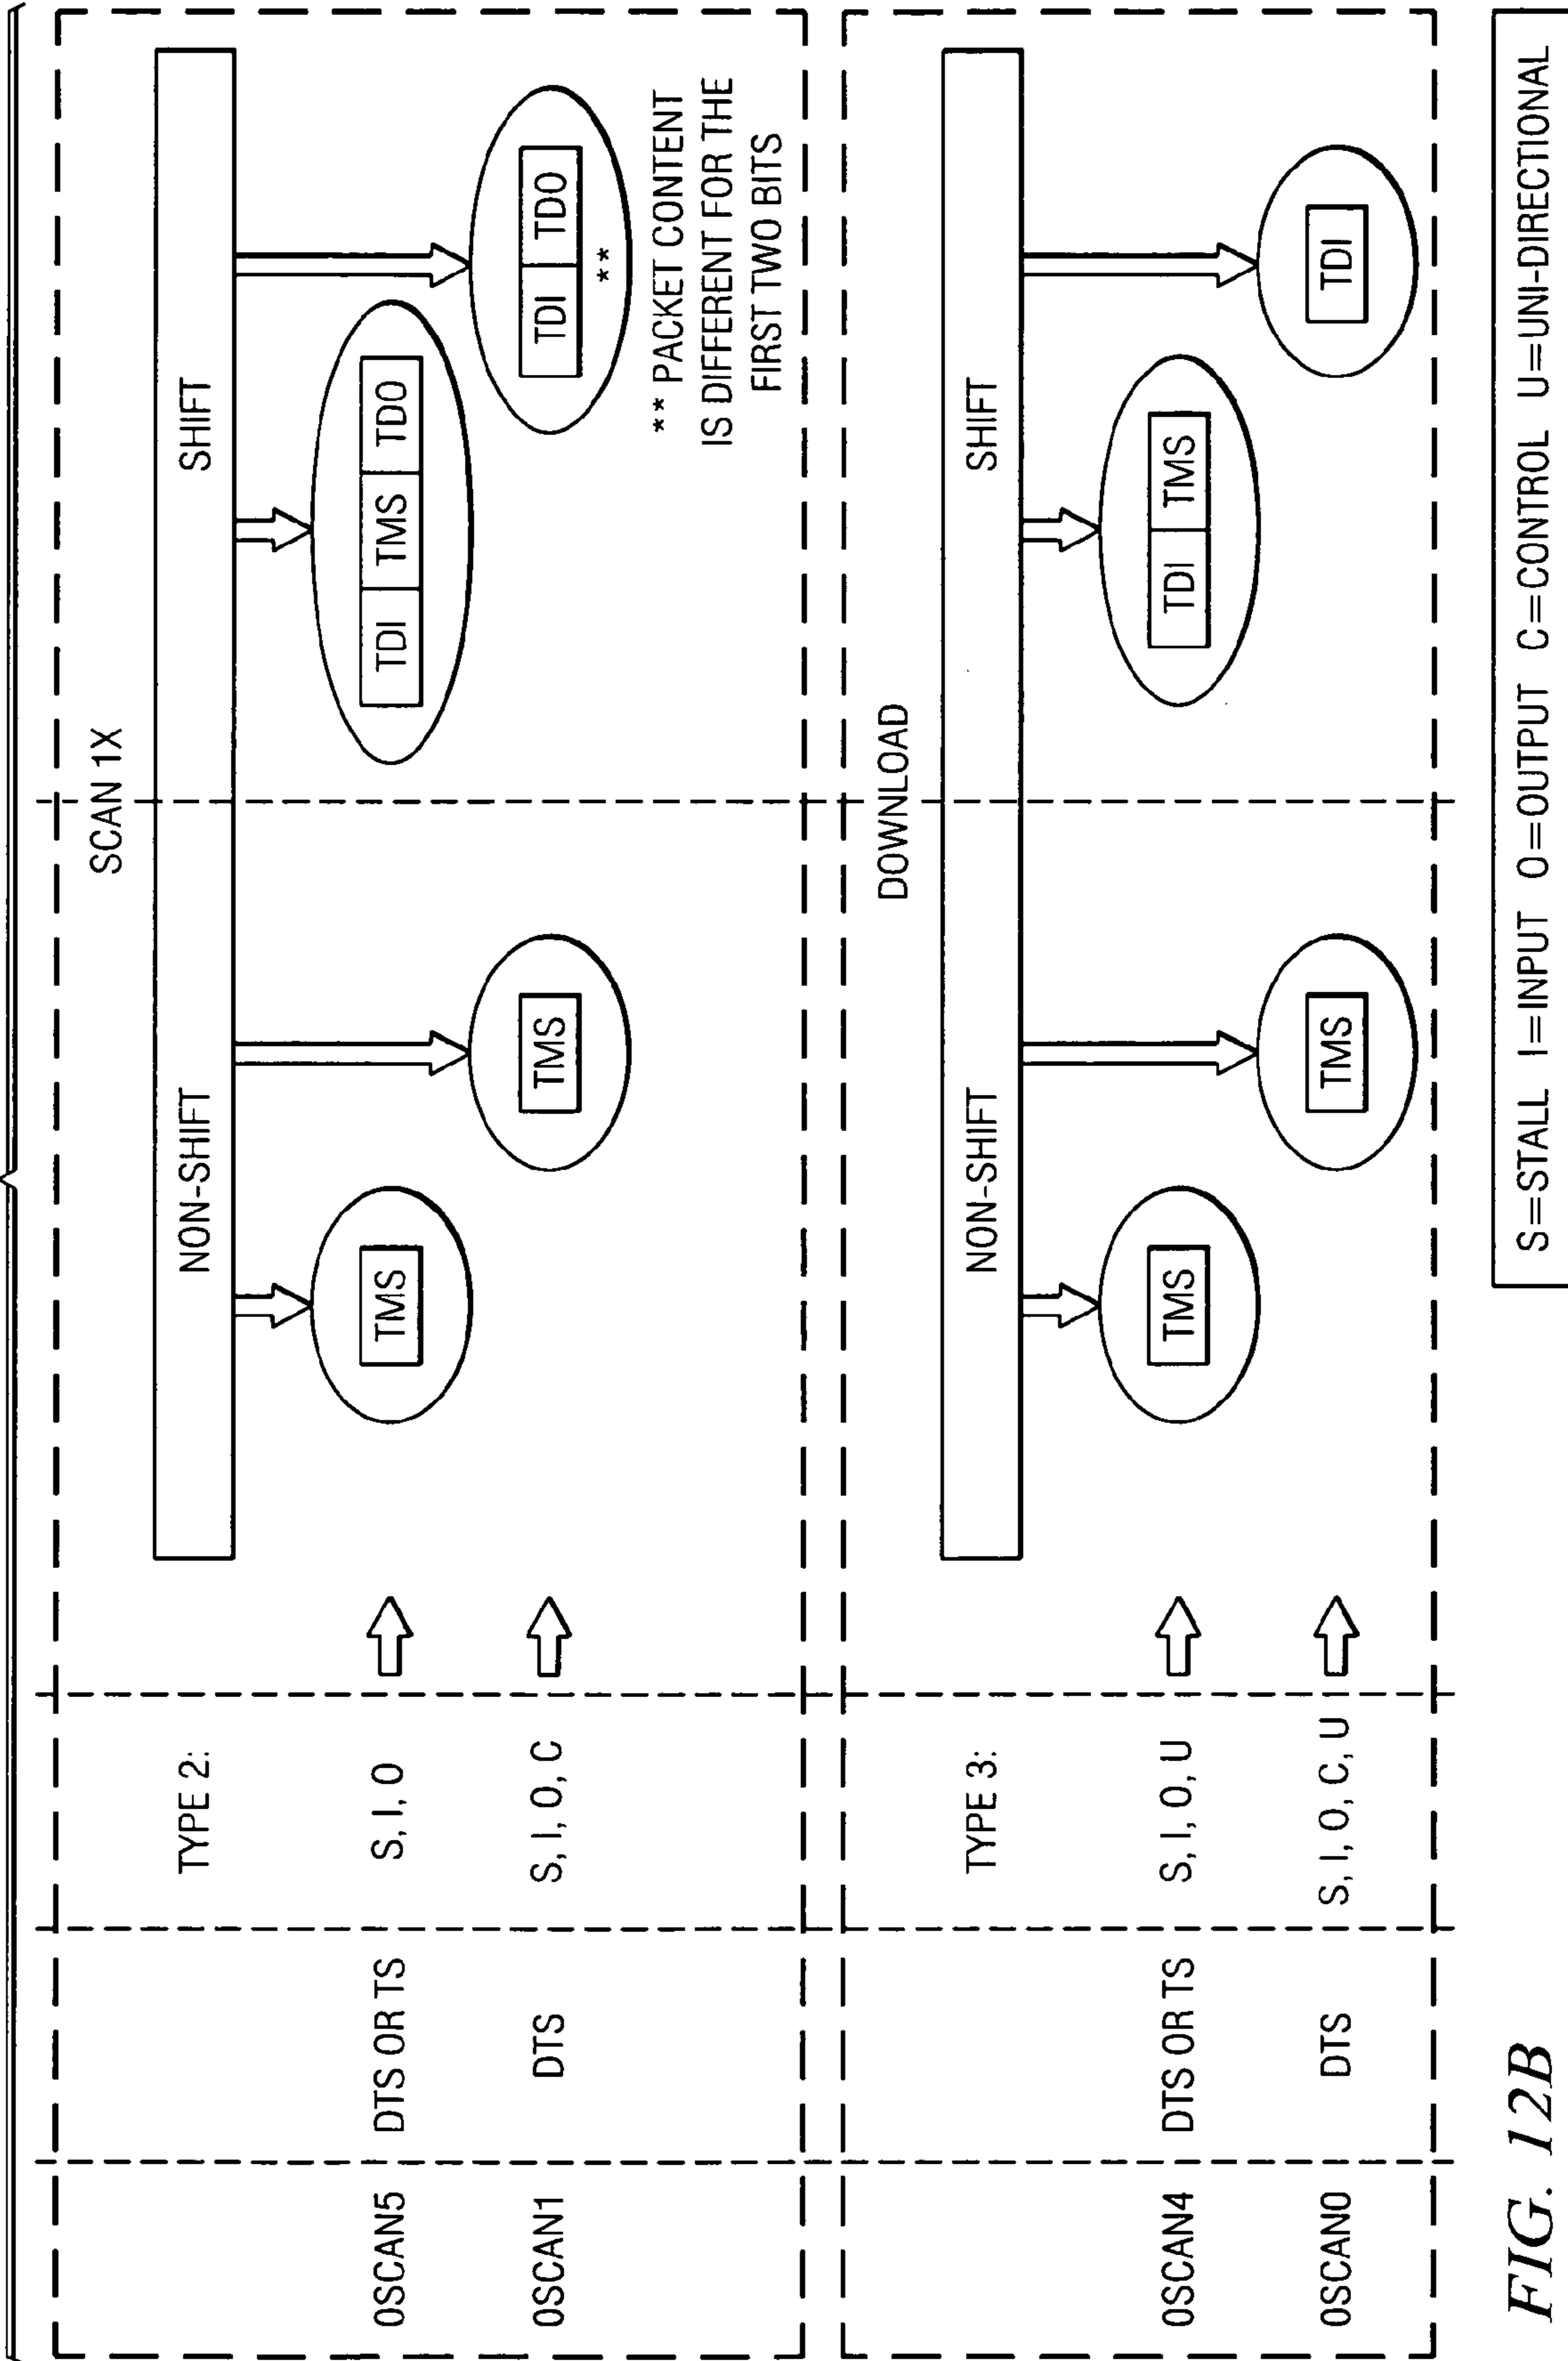 SCAN 1X
NON-SHIFT SHIFT
TYPE 2:
OSCAN5 DTS OR TS S, I, O TMS TDI TMS TDO
OSCAN1 DTS S, I, O, C TMS TDI TDO
**
** PACKET CONTENT
IS DIFFERENT FOR THE
FIRST TWO BITS
DOWNLOAD
NON-SHIFT SHIFT
TYPE 3:
OSCAN4 DTS OR TS S, I, O, U TMS TDI TMS
OSCAN0 DTS S, I, O, C, U TMS TDI
S=STALL I=INPUT O=OUTPUT C=CONTROL U=UNI-DIRECTIONAL
FIG. 12B